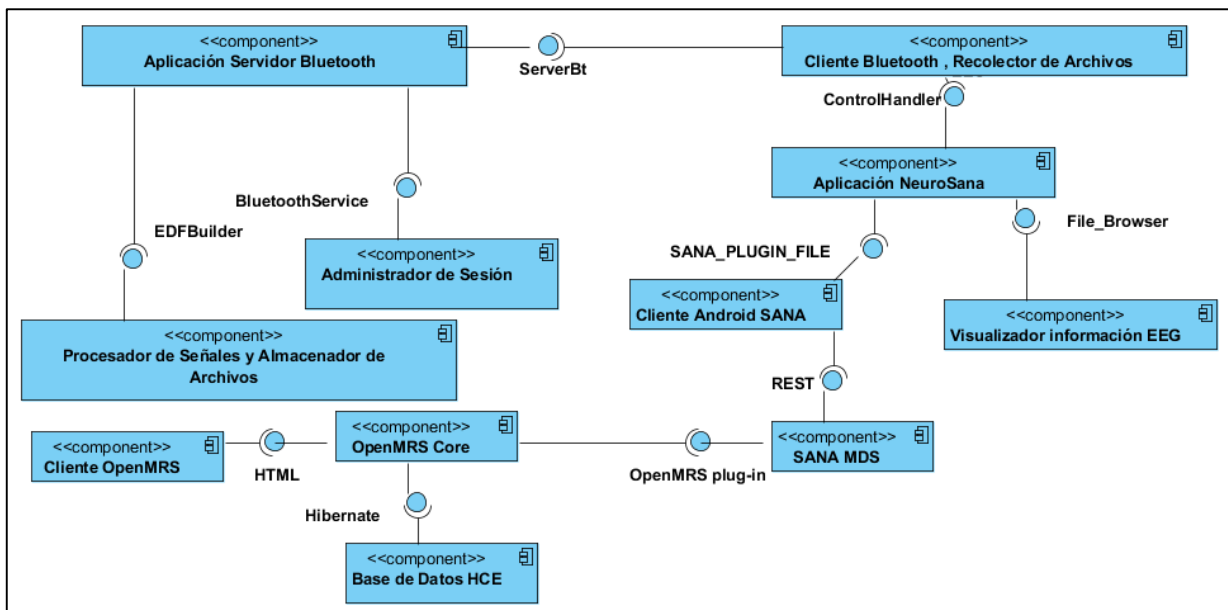 <<component>>
Aplicación Servidor Bluetooth
ServerBt
<<component>>
Cliente Bluetooth , Recolector de Archivos
ControlHandler
<<component>>
Aplicación NeuroSana
BluetoothService
File_Browser
EDFBuilder
<<component>>
Administrador de Sesión
SANA_PLUGIN_FILE
<<component>>
Cliente Android SANA
<<component>>
Visualizador información EEG
<<component>>
Procesador de Señales y Almacenador de
Archivos
REST
<<component>>
Cliente OpenMRS
HTML
<<component>>
OpenMRS Core
OpenMRS plug-in
<<component>>
SANA MDS
Hibernate
<<component>>
Base de Datos HCE